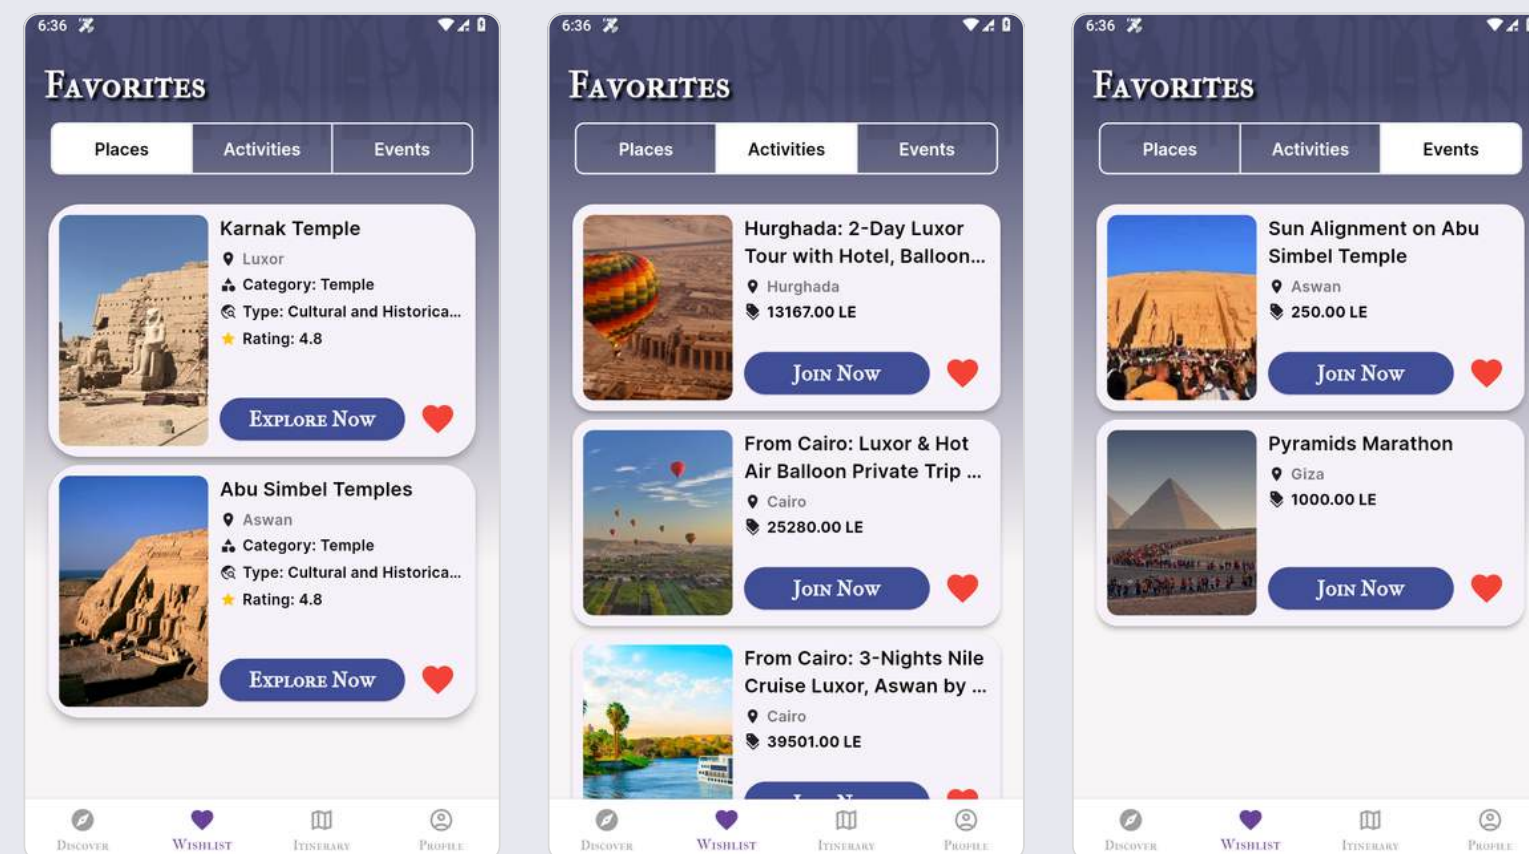 6:36
FAVORITES
Places
Activities
Events
Karnak Temple
Luxor
Category: Temple
Type: Cultural and Historica...
Rating: 4.8
EXPLORE NOW
Abu Simbel Temples
Aswan
Category: Temple
Type: Cultural and Historica...
Rating: 4.8
EXPLORE NOW
DISCOVER
WISHLIST
ITINERARY
PROFILE
6:36
FAVORITES
Places
Activities
Events
Hurghada: 2-Day Luxor
Tour with Hotel, Balloon...
Hurghada
13167.00 LE
JOIN NOW
From Cairo: Luxor & Hot
Air Balloon Private Trip ...
Cairo
25280.00 LE
JOIN NOW
From Cairo: 3-Nights Nile
Cruise Luxor, Aswan by ...
Cairo
39501.00 LE
DISCOVER
WISHLIST
ITINERARY
PROFILE
6:36
FAVORITES
Places
Activities
Events
Sun Alignment on Abu
Simbel Temple
Aswan
250.00 LE
JOIN NOW
Pyramids Marathon
Giza
1000.00 LE
JOIN NOW
DISCOVER
WISHLIST
ITINERARY
PROFILE